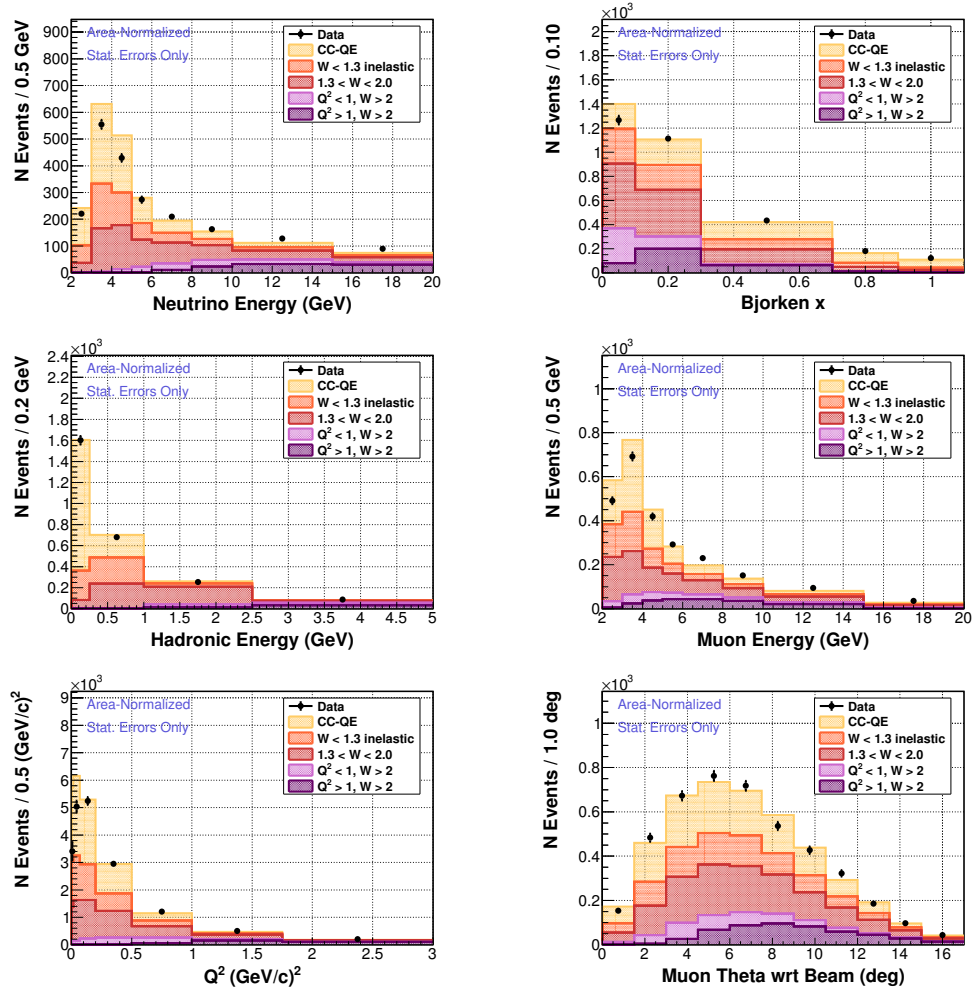 N Events / 0.5 GeV
900
800
700
600
500
400
300
200
100
0
Area-Normalized
Stat. Errors Only
Data
CC-QE
W < 1.3 inelastic
1.3 < W < 2.0
Q² < 1, W > 2
Q² > 1, W > 2
2 4 6 8 10 12 14 16 18 20
Neutrino Energy (GeV)
×10³
N Events / 0.10
2
1.8
1.6
1.4
1.2
1
0.8
0.6
0.4
0.2
0
Area-Normalized
Stat. Errors Only
Data
CC-QE
W < 1.3 inelastic
1.3 < W < 2.0
Q² < 1, W > 2
Q² > 1, W > 2
0 0.2 0.4 0.6 0.8 1
Bjorken x
×10³
N Events / 0.2 GeV
2.4
2.2
2
1.8
1.6
1.4
1.2
1
0.8
0.6
0.4
0.2
0
Area-Normalized
Stat. Errors Only
Data
CC-QE
W < 1.3 inelastic
1.3 < W < 2.0
Q² < 1, W > 2
Q² > 1, W > 2
0 0.5 1 1.5 2 2.5 3 3.5 4 4.5 5
Hadronic Energy (GeV)
×10³
N Events / 0.5 GeV
1
0.8
0.6
0.4
0.2
0
Area-Normalized
Stat. Errors Only
Data
CC-QE
W < 1.3 inelastic
1.3 < W < 2.0
Q² < 1, W > 2
Q² > 1, W > 2
2 4 6 8 10 12 14 16 18 20
Muon Energy (GeV)
×10³
N Events / 0.5 (GeV/c)²
9
8
7
6
5
4
3
2
1
0
Area-Normalized
Stat. Errors Only
Data
CC-QE
W < 1.3 inelastic
1.3 < W < 2.0
Q² < 1, W > 2
Q² > 1, W > 2
0 0.5 1 1.5 2 2.5 3
Q² (GeV/c)²
×10³
N Events / 1.0 deg
1
0.8
0.6
0.4
0.2
0
Area-Normalized
Stat. Errors Only
Data
CC-QE
W < 1.3 inelastic
1.3 < W < 2.0
Q² < 1, W > 2
Q² > 1, W > 2
0 2 4 6 8 10 12 14 16
Muon Theta wrt Beam (deg)